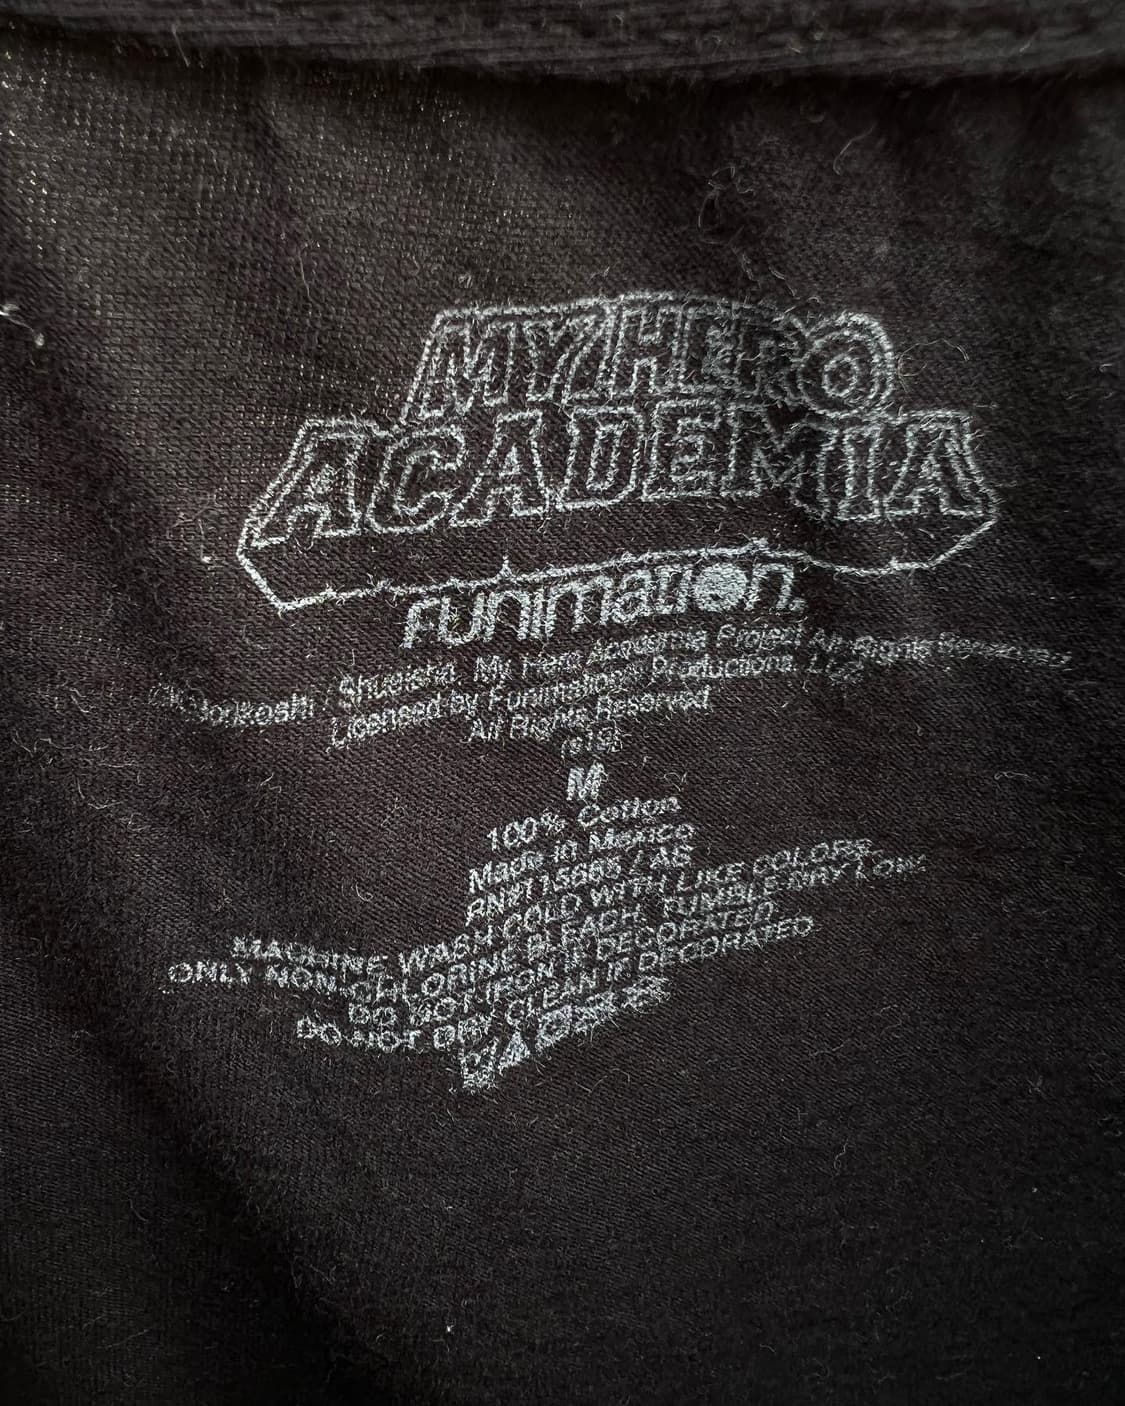 MY HERO
ACADEMIA
FUNIMATION.
Horikoshi / Shueisha, My Hero Academia Project All Rights Reserved
Licensed by Funimation® Productions, LLC
All Rights Reserved
M
100% Cotton
Made in Mexico
MACHINE WASH COLD WITH LIKE COLORS
ONLY NON-CHLORINE BLEACH. TUMBLE DRY LOW.
DO NOT IRON IF DECORATED
DO NOT DRY CLEAN IF DECORATED